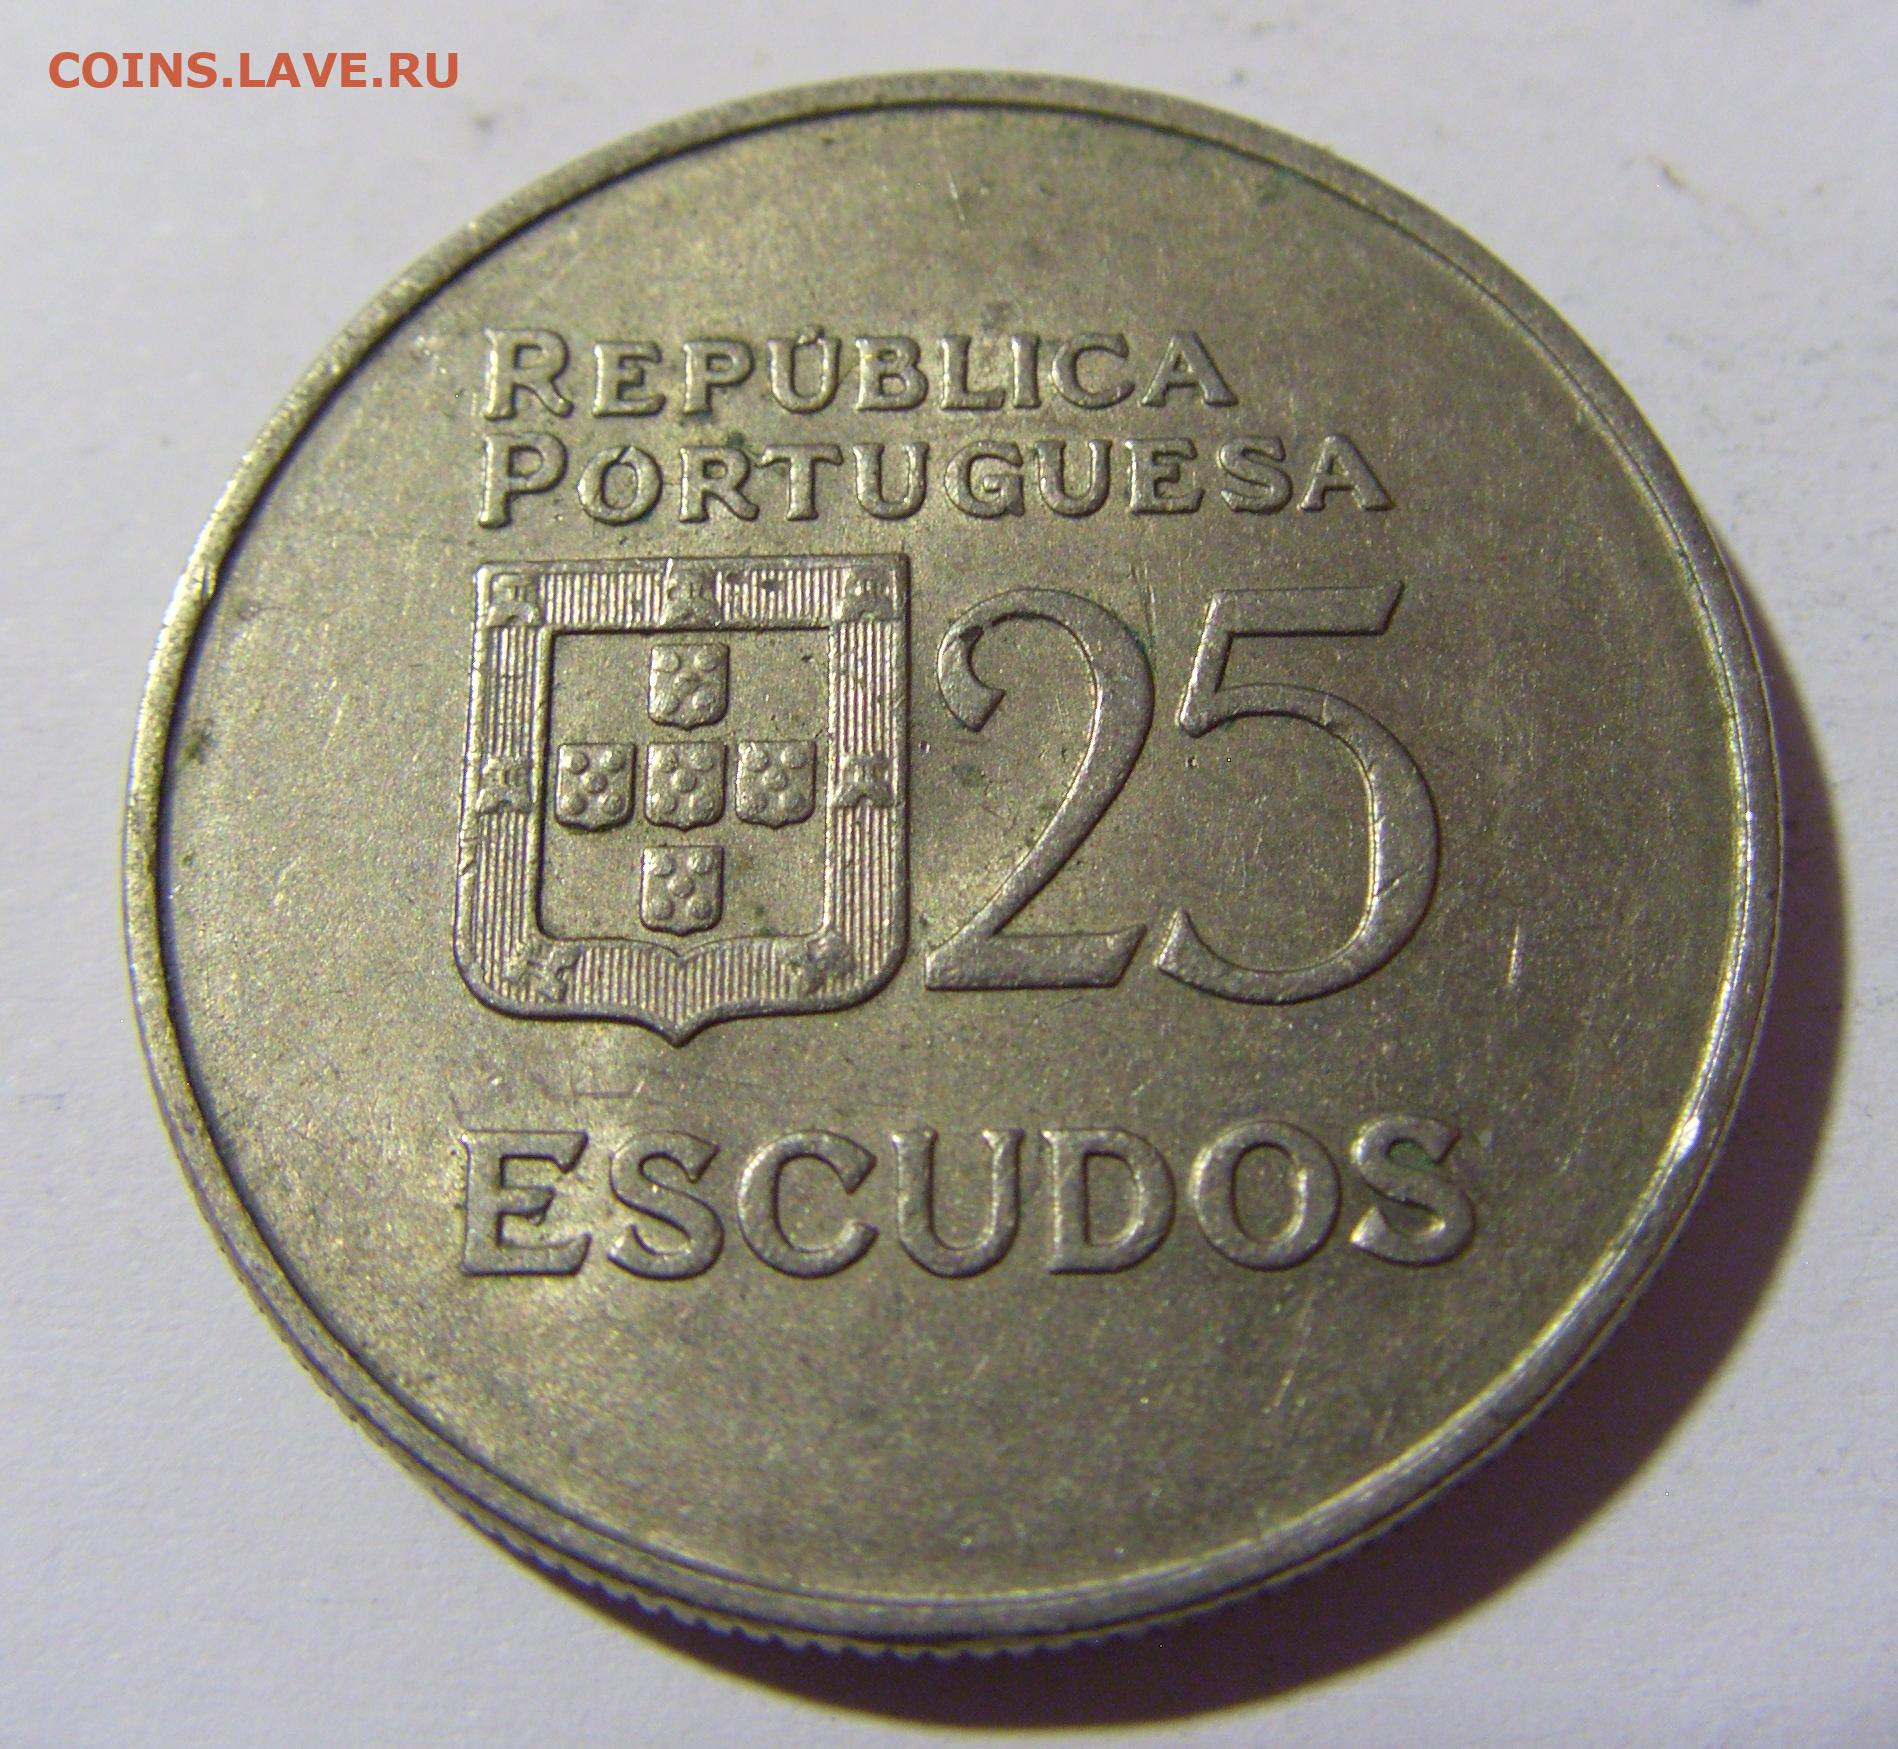 COINS.LAVE.RU
REPÚBLICA
PORTUGUESA
25
ESCUDOS